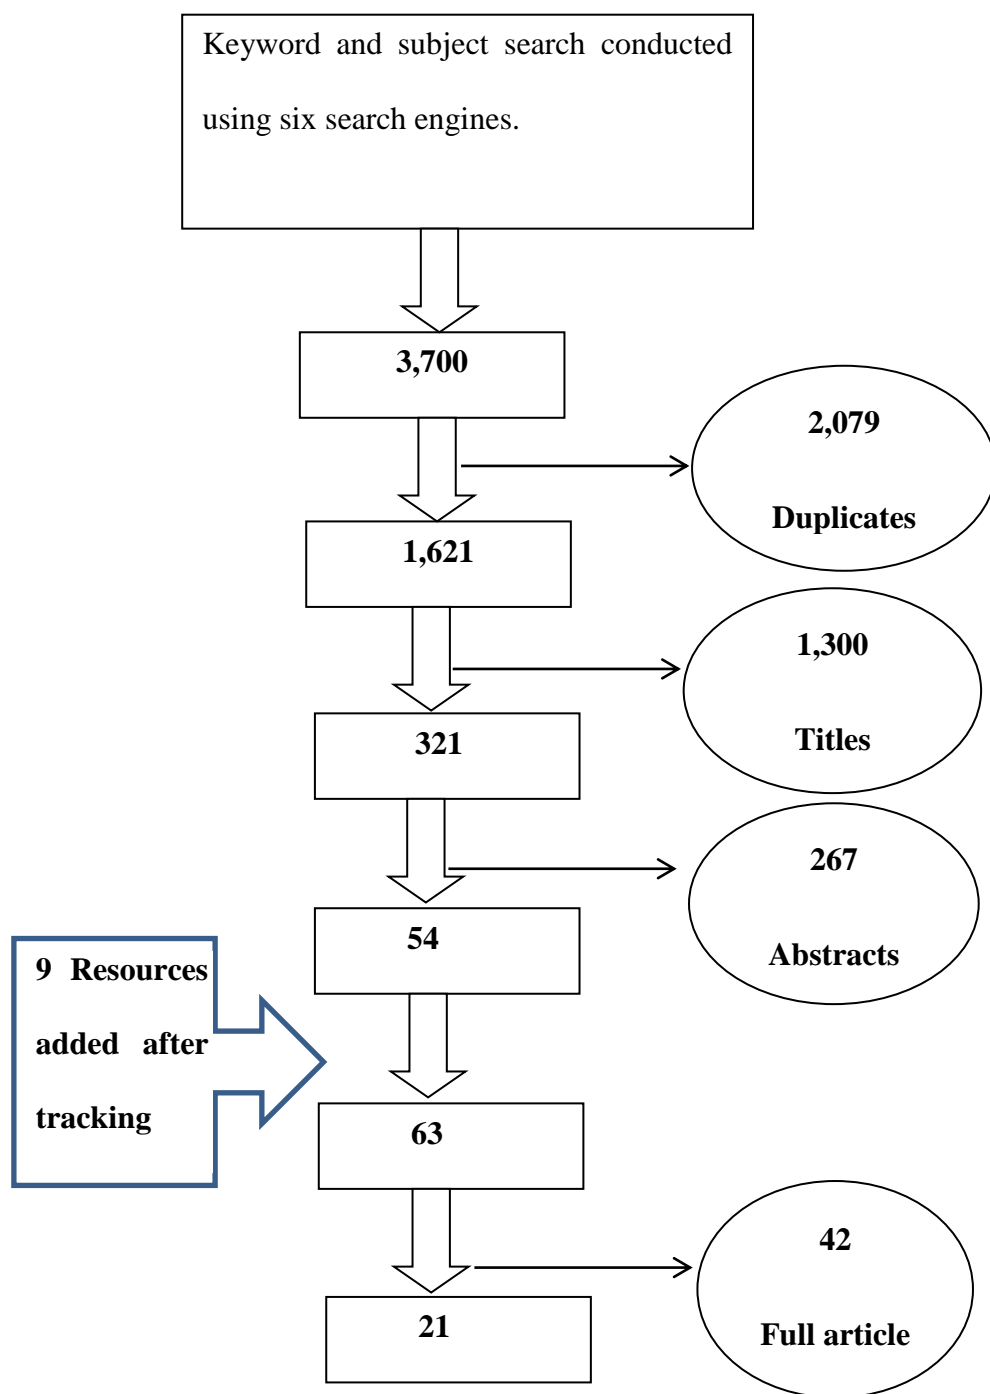 Keyword and subject search conducted
using six search engines.
3,700
2,079
Duplicates
1,621
1,300
Titles
321
267
Abstracts
54
9 Resources
added after
tracking
63
42
Full article
21